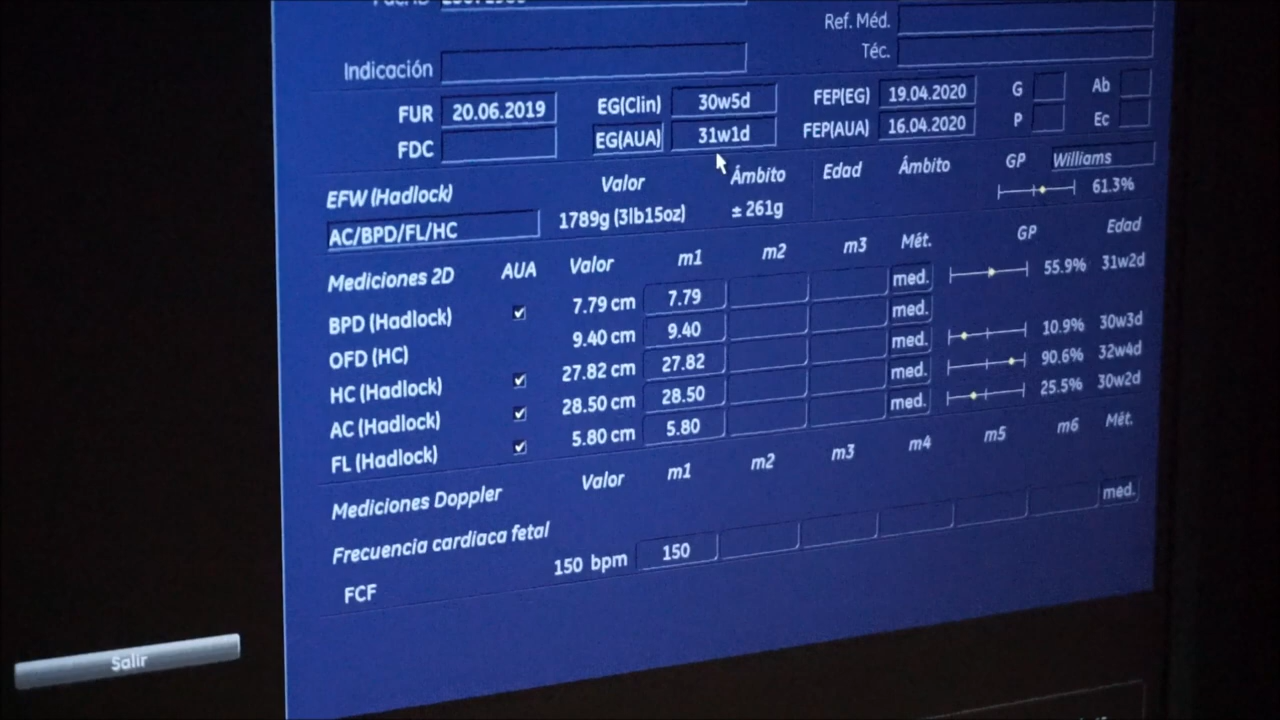 Ref. Méd.
Téc.
Indicación
FUR 20.06.2019 EG(Clin) 30w5d FEP(EG) 19.04.2020 G Ab
FDC EG(AUA) 31w1d FEP(AUA) 16.04.2020 P Ec
EFW (Hadlock) Valor Ámbito Edad Ámbito GP Williams
AC/BPD/FL/HC 1789g (3lb15oz) ± 261g 61.3%
Mediciones 2D AUA Valor m1 m2 m3 Mét. GP Edad
BPD (Hadlock) 7.79 cm 7.79 med. 55.9% 31w2d
OFD (HC) 9.40 cm 9.40 med.
HC (Hadlock) 27.82 cm 27.82 med. 10.9% 30w3d
AC (Hadlock) 28.50 cm 28.50 med. 90.6% 32w4d
FL (Hadlock) 5.80 cm 5.80 med. 25.5% 30w2d
Mediciones Doppler Valor m1 m2 m3 m4 m5 m6 Mét.
Frecuencia cardiaca fetal
FCF 150 bpm 150 med.
Salir